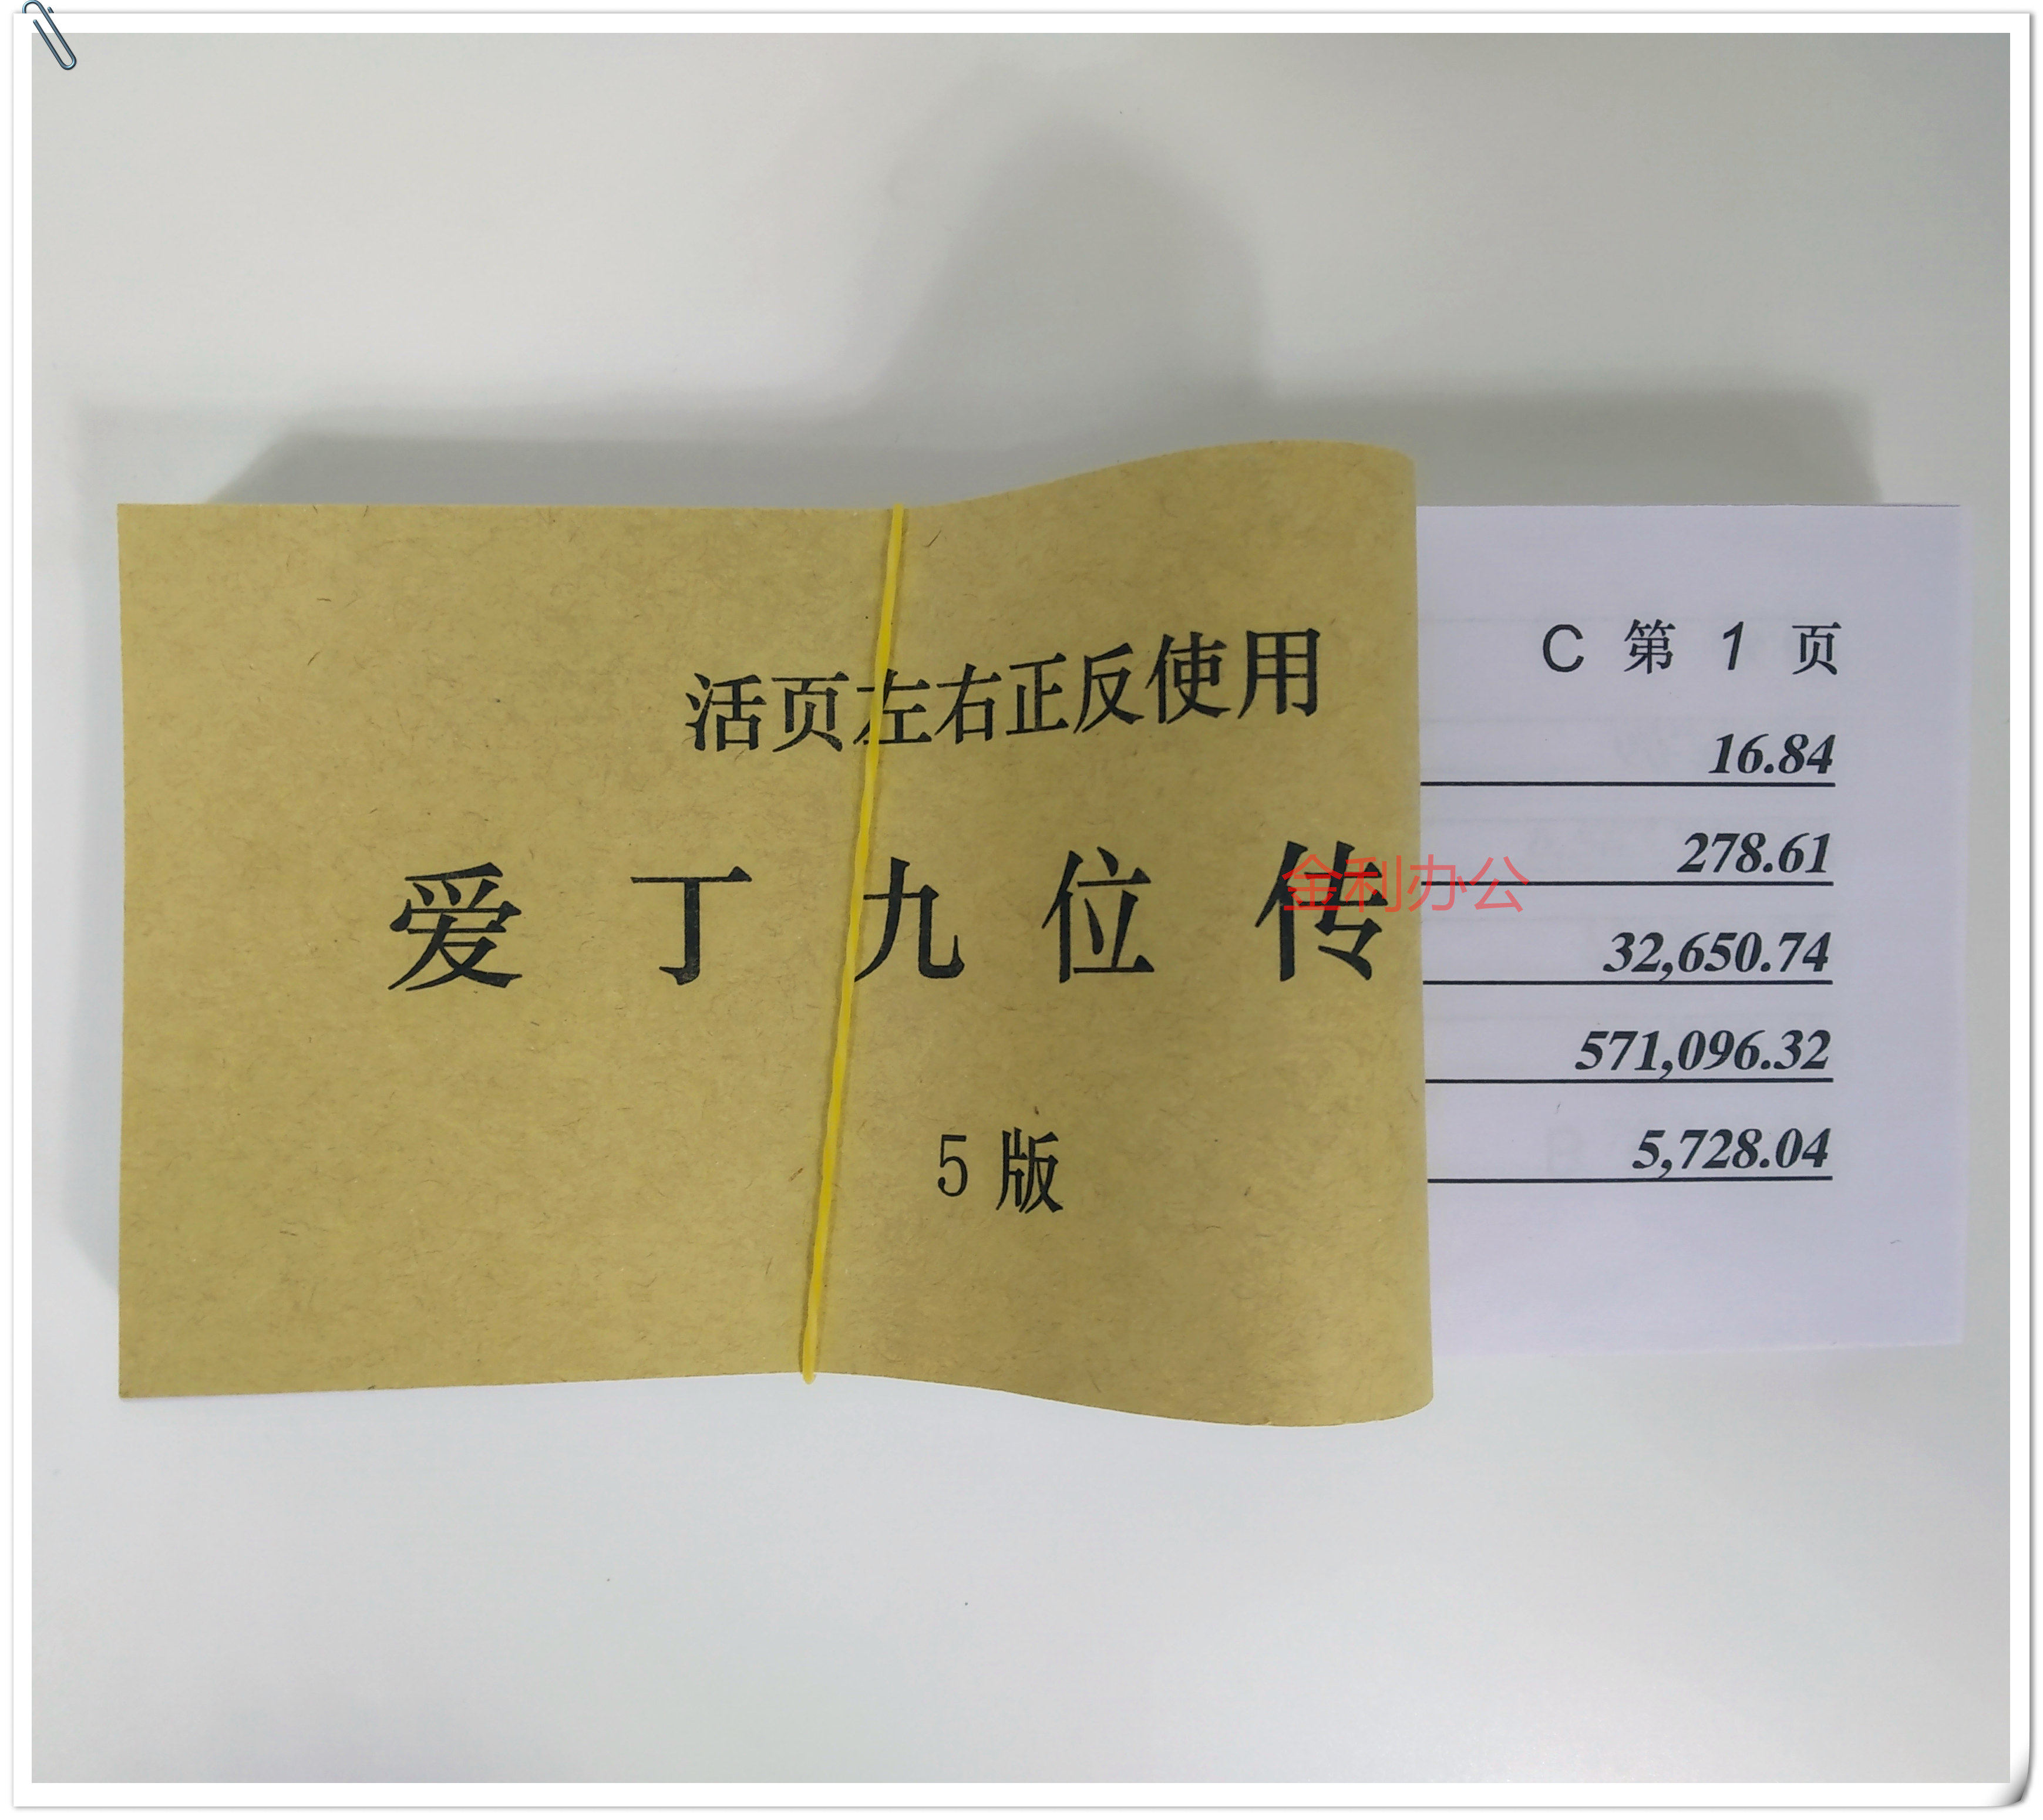 活页左右正反使用
爱丁九位传
5版
C 第 1 页
16.84
278.61
32,650.74
571,096.32
5,728.04
金利办公